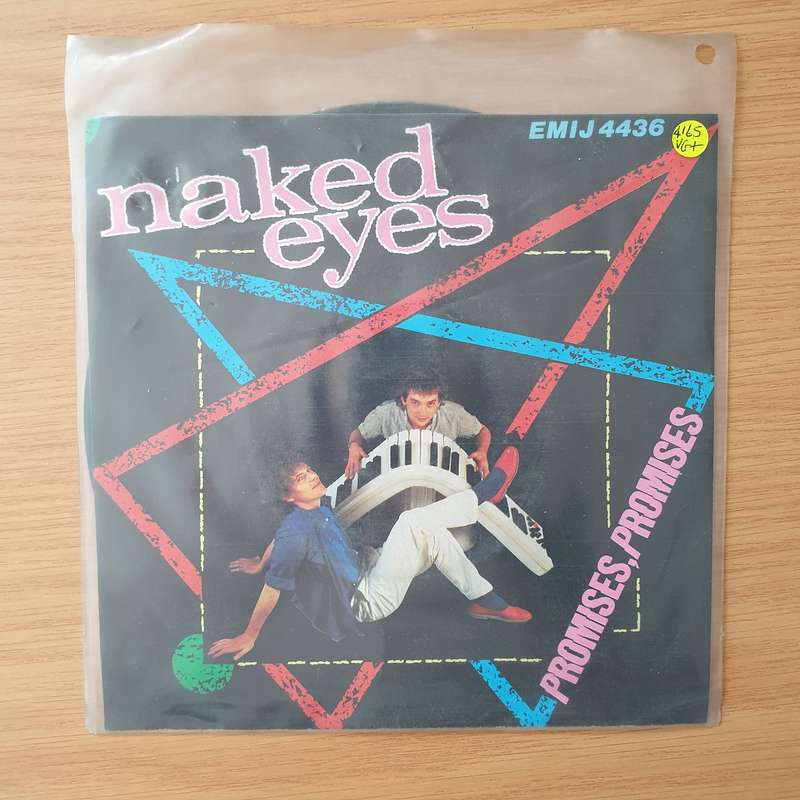 naked
eyes
EMIJ 4436
4165
VG+
PROMISES, PROMISES